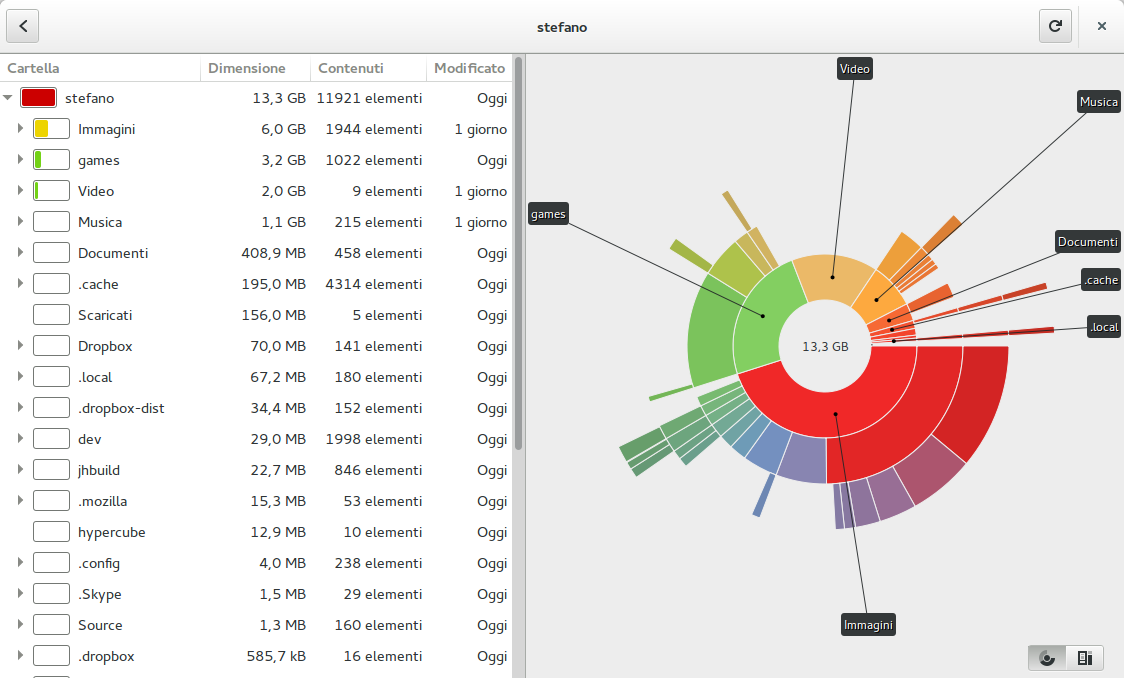 stefano
Cartella Dimensione Contenuti Modificato
stefano 13,3 GB 11921 elementi Oggi
Immagini 6,0 GB 1944 elementi 1 giorno
games 3,2 GB 1022 elementi Oggi
Video 2,0 GB 9 elementi 1 giorno
Musica 1,1 GB 215 elementi 1 giorno
Documenti 408,9 MB 458 elementi Oggi
.cache 195,0 MB 4314 elementi Oggi
Scaricati 156,0 MB 5 elementi Oggi
Dropbox 70,0 MB 141 elementi Oggi
.local 67,2 MB 180 elementi Oggi
.dropbox-dist 34,4 MB 152 elementi Oggi
dev 29,0 MB 1998 elementi Oggi
jhbuild 22,7 MB 846 elementi Oggi
.mozilla 15,3 MB 53 elementi Oggi
hypercube 12,9 MB 10 elementi Oggi
.config 4,0 MB 238 elementi Oggi
.Skype 1,5 MB 29 elementi Oggi
Source 1,3 MB 160 elementi Oggi
.dropbox 585,7 kB 16 elementi Oggi
Video
Musica
games
Documenti
.cache
.local
13,3 GB
Immagini